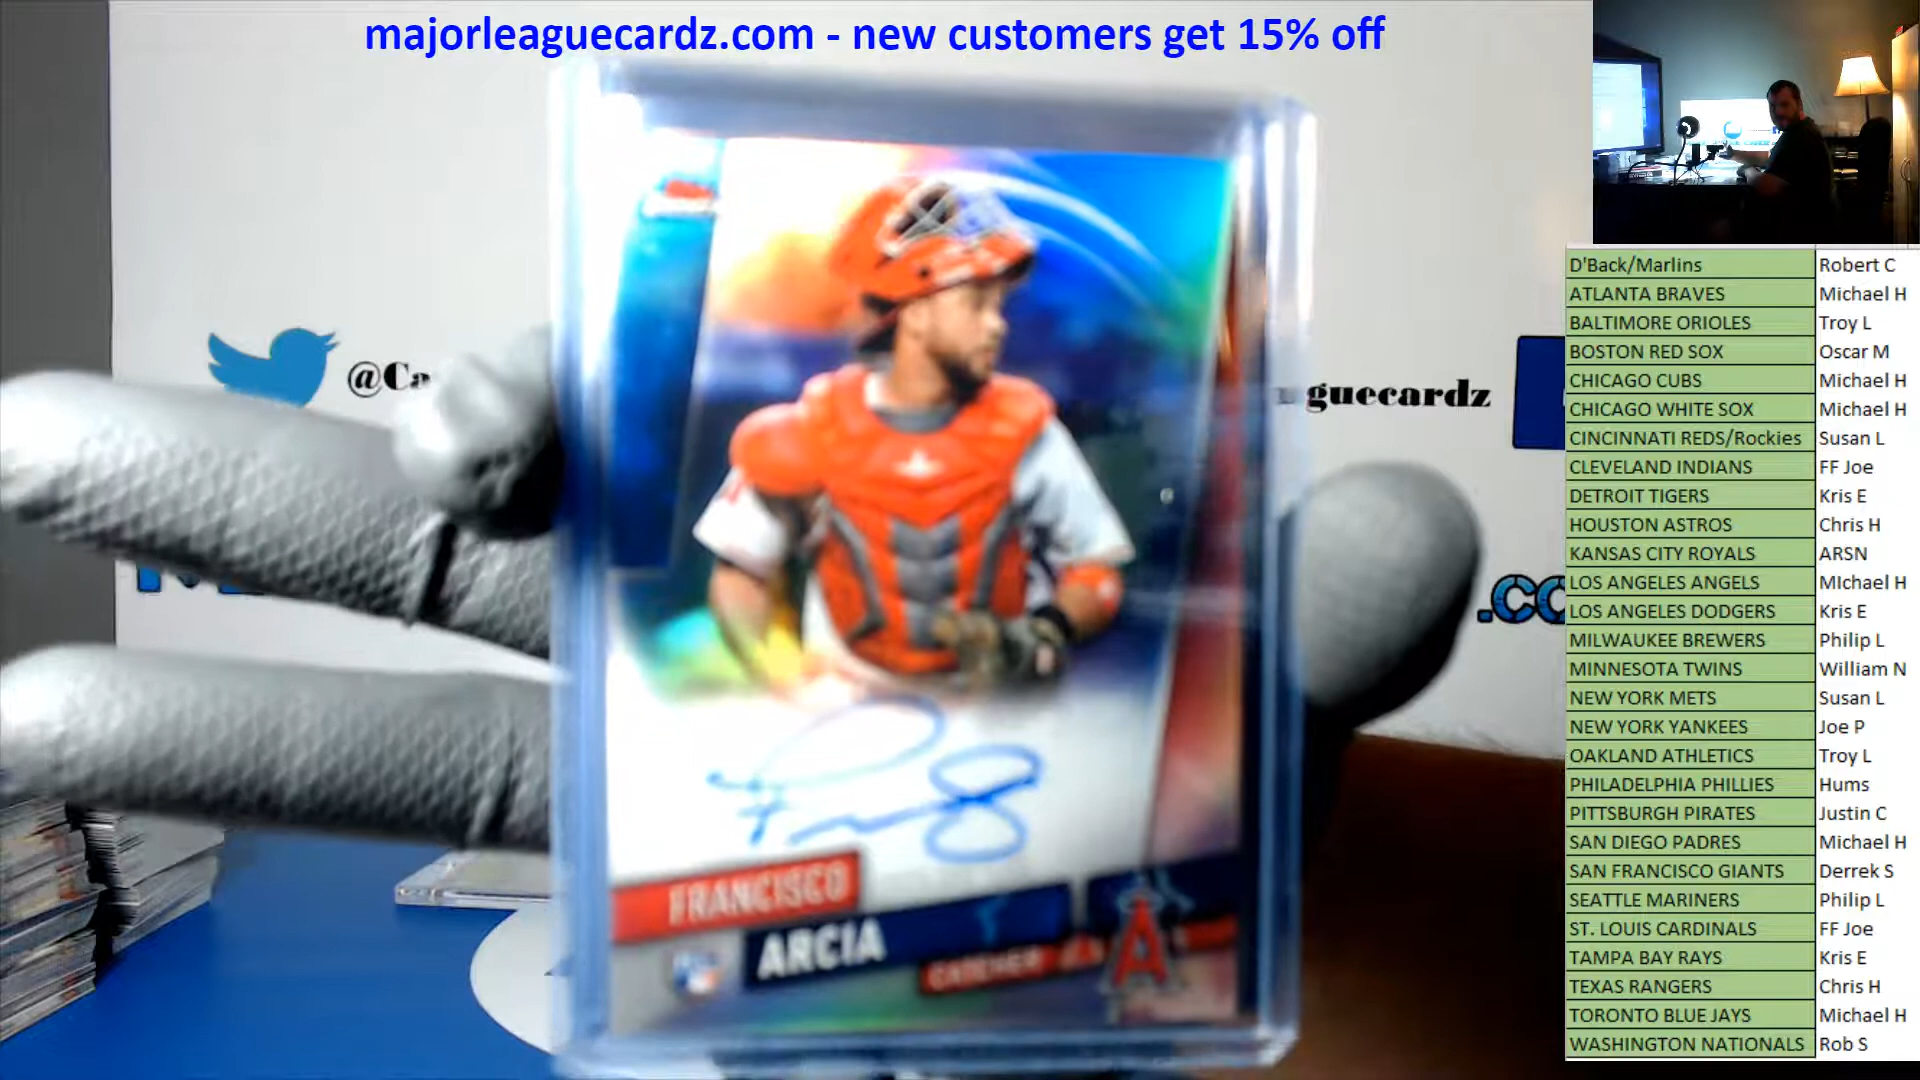 majorleaguecardz.com - new customers get 15% off
@Ca
guecardz
.CO
FRANCISCO
ARCIA
CATCHER
A
D'Back/Marlins Robert C
ATLANTA BRAVES Michael H
BALTIMORE ORIOLES Troy L
BOSTON RED SOX Oscar M
CHICAGO CUBS Michael H
CHICAGO WHITE SOX Michael H
CINCINNATI REDS/Rockies Susan L
CLEVELAND INDIANS FF Joe
DETROIT TIGERS Kris E
HOUSTON ASTROS Chris H
KANSAS CITY ROYALS ARSN
LOS ANGELES ANGELS MIchael H
LOS ANGELES DODGERS Kris E
MILWAUKEE BREWERS Philip L
MINNESOTA TWINS William N
NEW YORK METS Susan L
NEW YORK YANKEES Joe P
OAKLAND ATHLETICS Troy L
PHILADELPHIA PHILLIES Hums
PITTSBURGH PIRATES Justin C
SAN DIEGO PADRES Michael H
SAN FRANCISCO GIANTS Derrek S
SEATTLE MARINERS Philip L
ST. LOUIS CARDINALS FF Joe
TAMPA BAY RAYS Kris E
TEXAS RANGERS Chris H
TORONTO BLUE JAYS Michael H
WASHINGTON NATIONALS Rob S